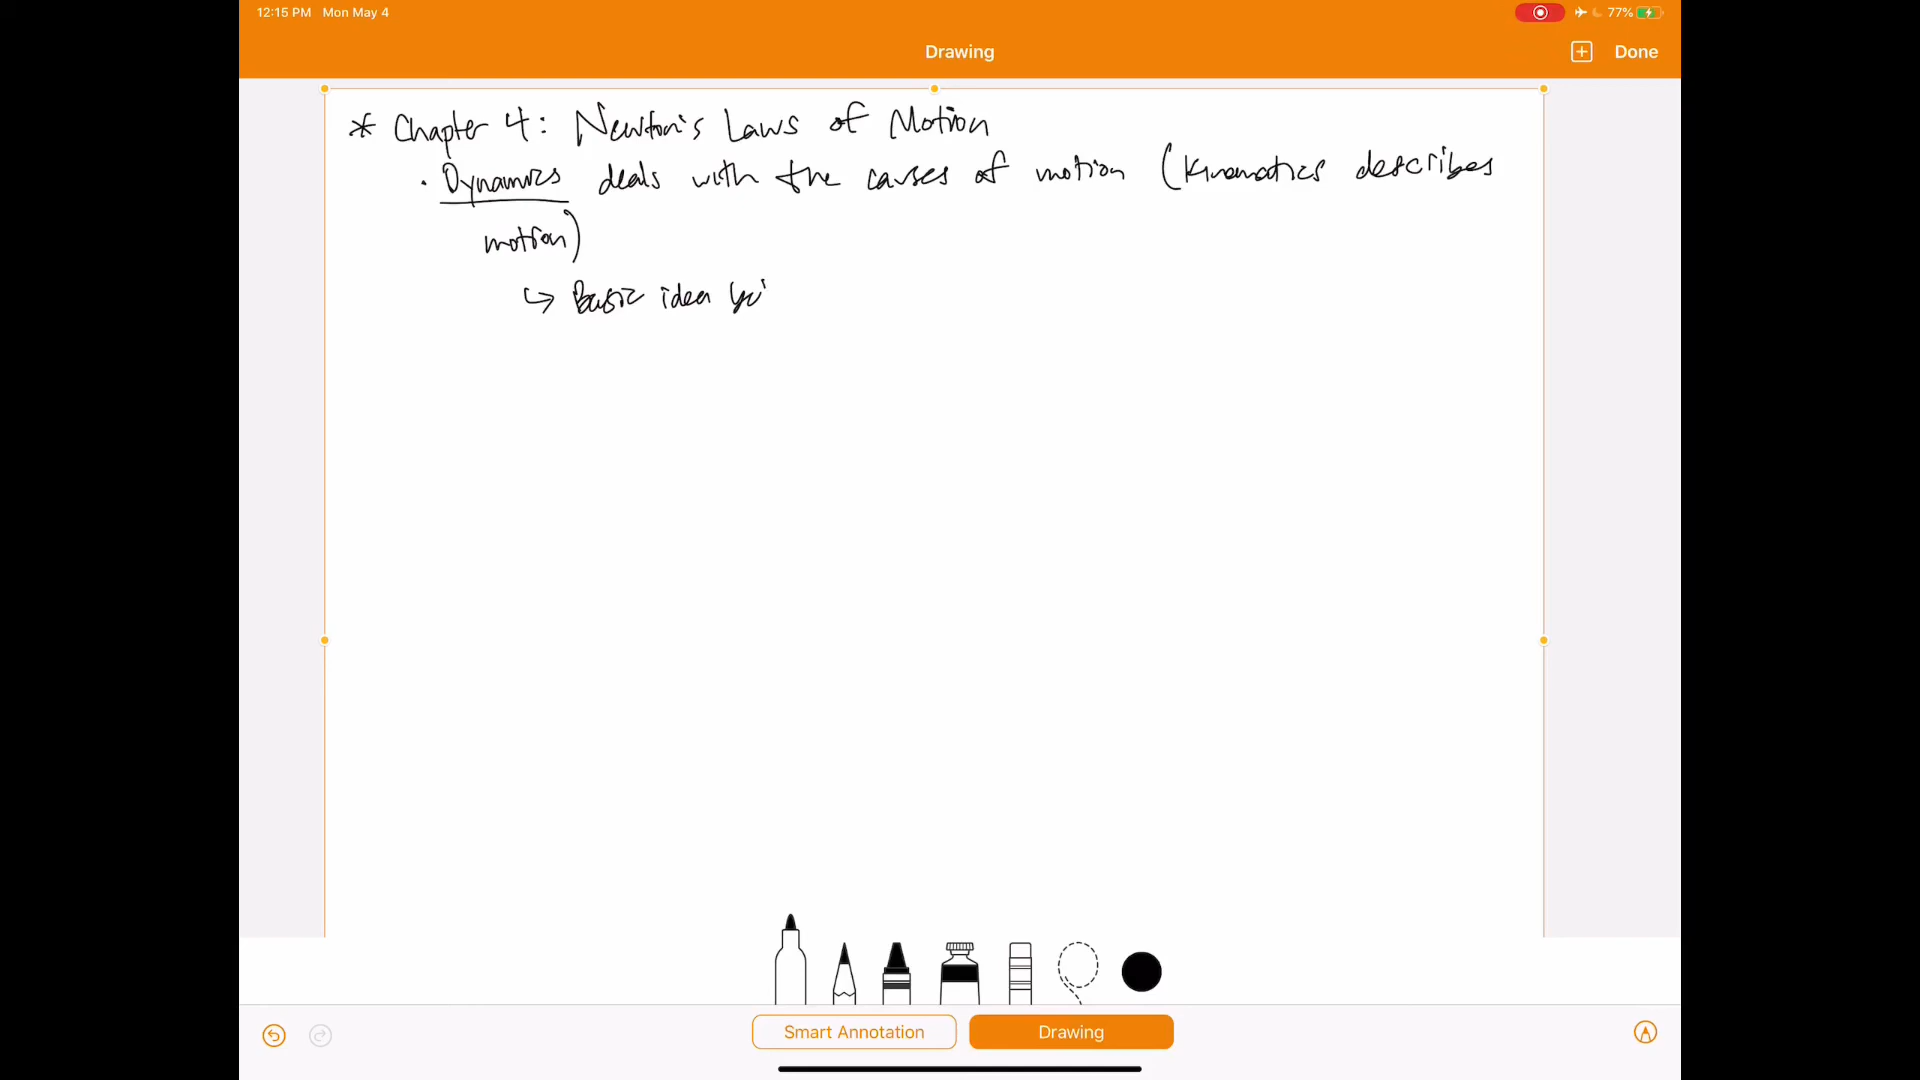 12:15 PM Mon May 4
77%
Drawing
Done
* Chapter 4: Newton's Laws of Motion
· Dynamics deals with the causes of motion (Kinematics describes
motion)
↳ Basic idea
Smart Annotation
Drawing